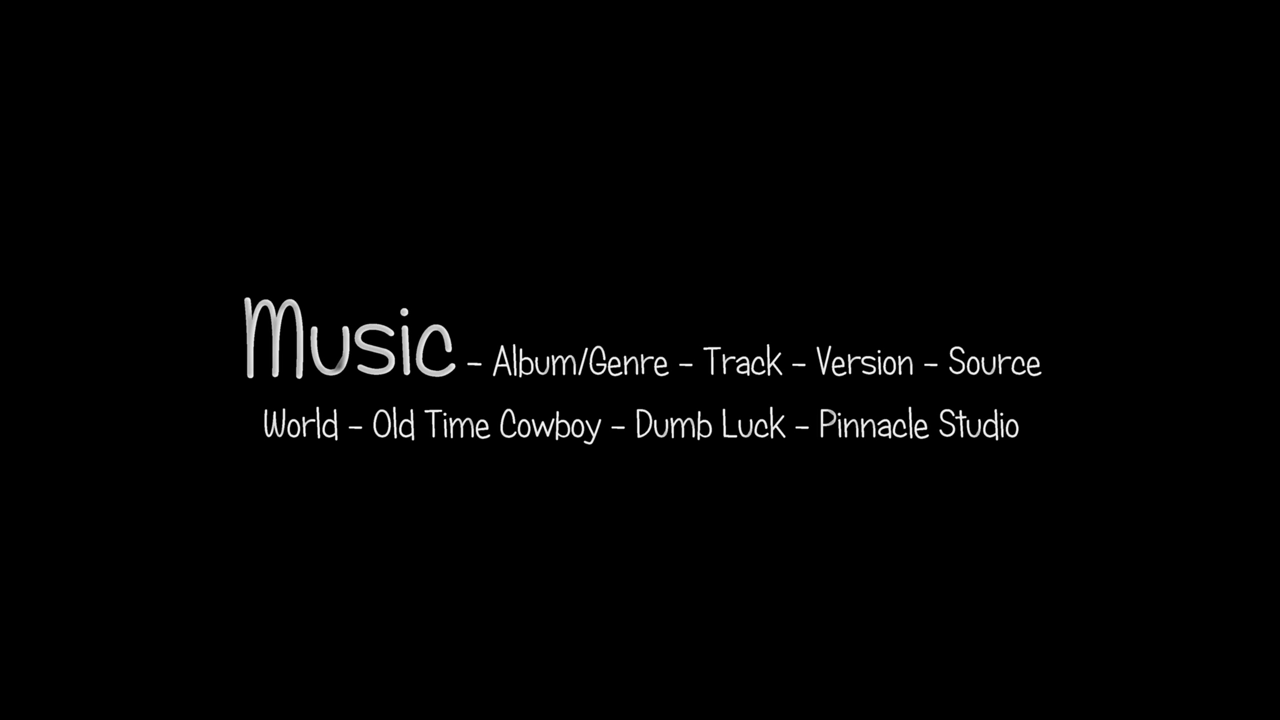 Music - Album/Genre - Track - Version - Source
World - Old Time Cowboy - Dumb Luck - Pinnacle Studio